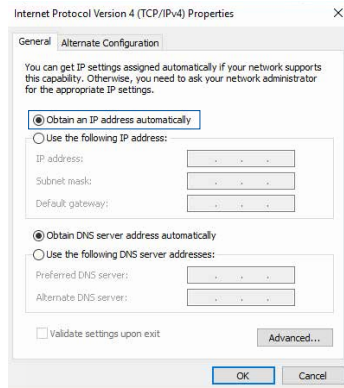 Internet Protocol Version 4 (TCP/IPv4) Properties
General
Alternate Configuration
You can get IP settings assigned automatically if your network supports
this capability. Otherwise, you need to ask your network administrator
for the appropriate IP settings.
Obtain an IP address automatically
Use the following IP address:
IP address:
Subnet mask:
Default gateway:
Obtain DNS server address automatically
Use the following DNS server addresses:
Preferred DNS server:
Alternate DNS server:
Validate settings upon exit
Advanced...
OK
Cancel